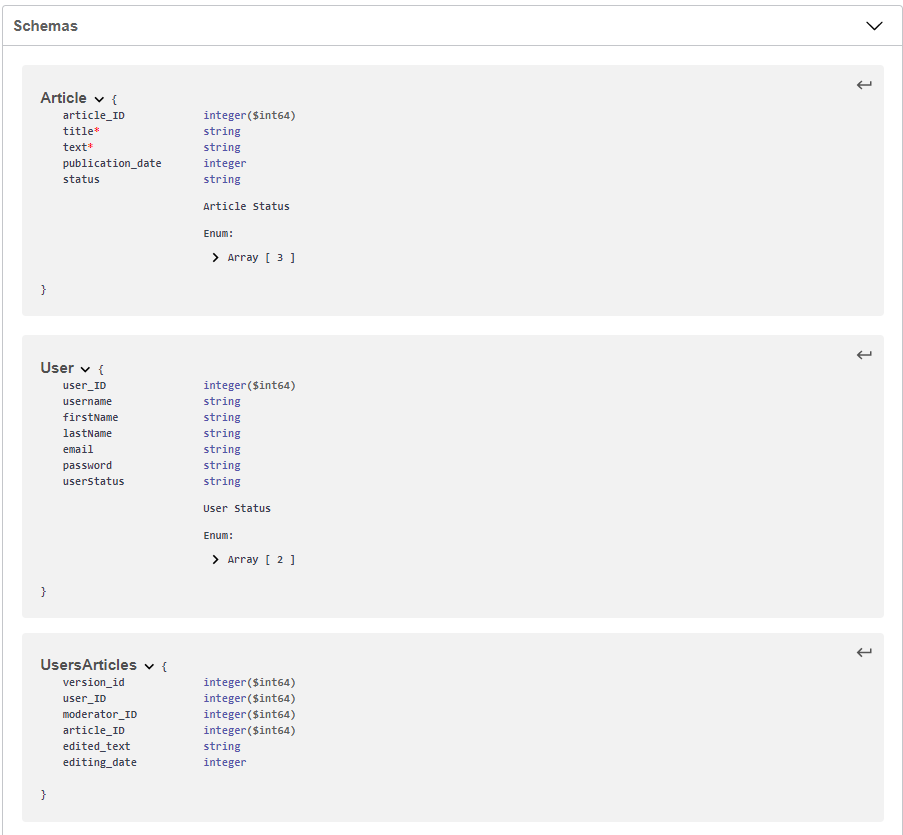 Schemas
Article {
article_ID integer($int64)
title* string
text* string
publication_date integer
status string
Article Status
Enum:
Array [ 3 ]
}
User {
user_ID integer($int64)
username string
firstName string
lastName string
email string
password string
userStatus string
User Status
Enum:
Array [ 2 ]
}
UsersArticles {
version_id integer($int64)
user_ID integer($int64)
moderator_ID integer($int64)
article_ID integer($int64)
edited_text string
editing_date integer
}